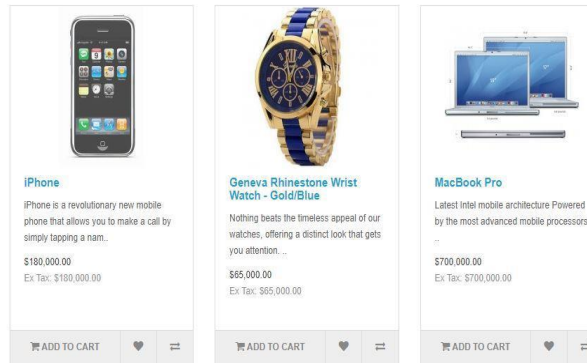 iPhone
iPhone is a revolutionary new mobile
phone that allows you to make a call by
simply tapping a nam..
$180,000.00
Ex Tax: $180,000.00
ADD TO CART
Geneva Rhinestone Wrist
Watch - Gold/Blue
Nothing beats the timeless appeal of our
watches, offering a distinct look that gets
you attention. ..
$65,000.00
Ex Tax: $65,000.00
ADD TO CART
MacBook Pro
Latest Intel mobile architecture Powered
by the most advanced mobile processors
..
$700,000.00
Ex Tax: $700,000.00
ADD TO CART